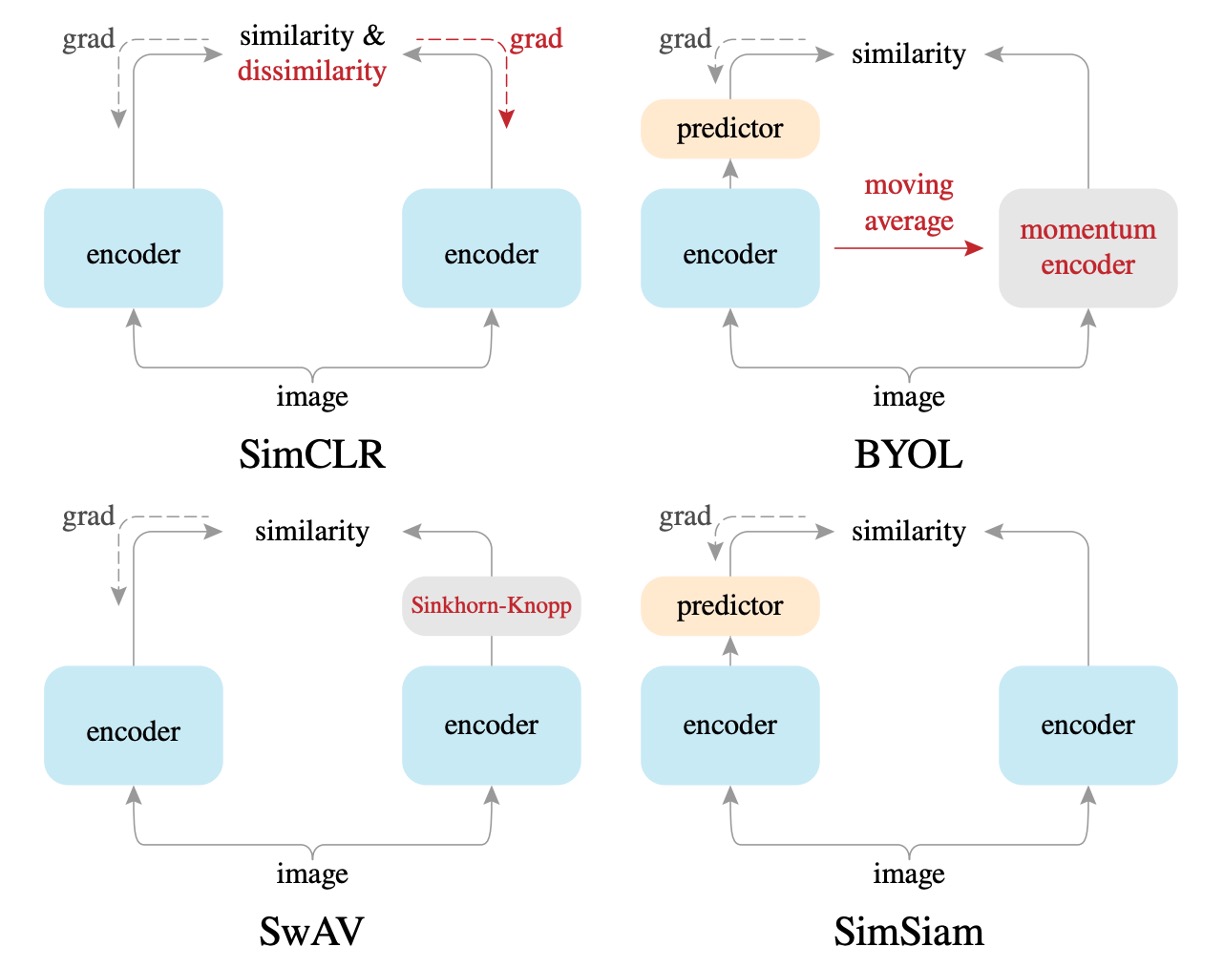 grad
similarity &
dissimilarity
grad
encoder
encoder
image
SimCLR
grad
similarity
predictor
moving
average
encoder
momentum
encoder
image
BYOL
grad
similarity
Sinkhorn-Knopp
encoder
encoder
image
SwAV
grad
similarity
predictor
encoder
encoder
image
SimSiam